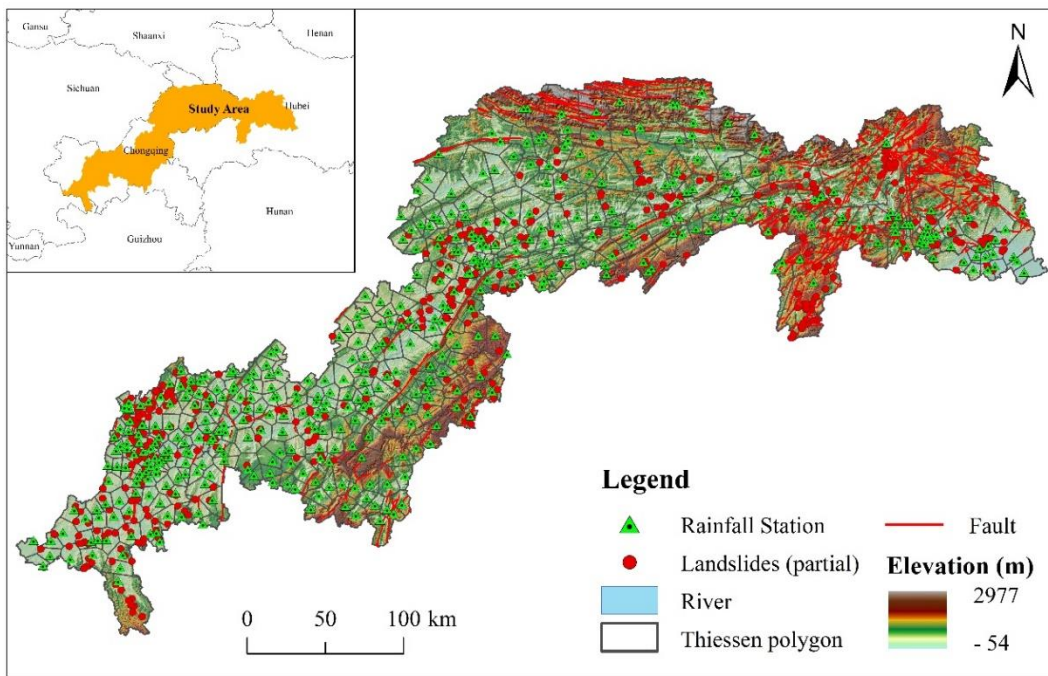 Gansu
Shaanxi
Henan
Sichuan
Study Area
Hubei
Chongqing
Hunan
Guizhou
Yunnan
N
Legend
Rainfall Station
Landslides (partial)
River
Thiessen polygon
Fault
Elevation (m)
2977
- 54
0 50 100 km